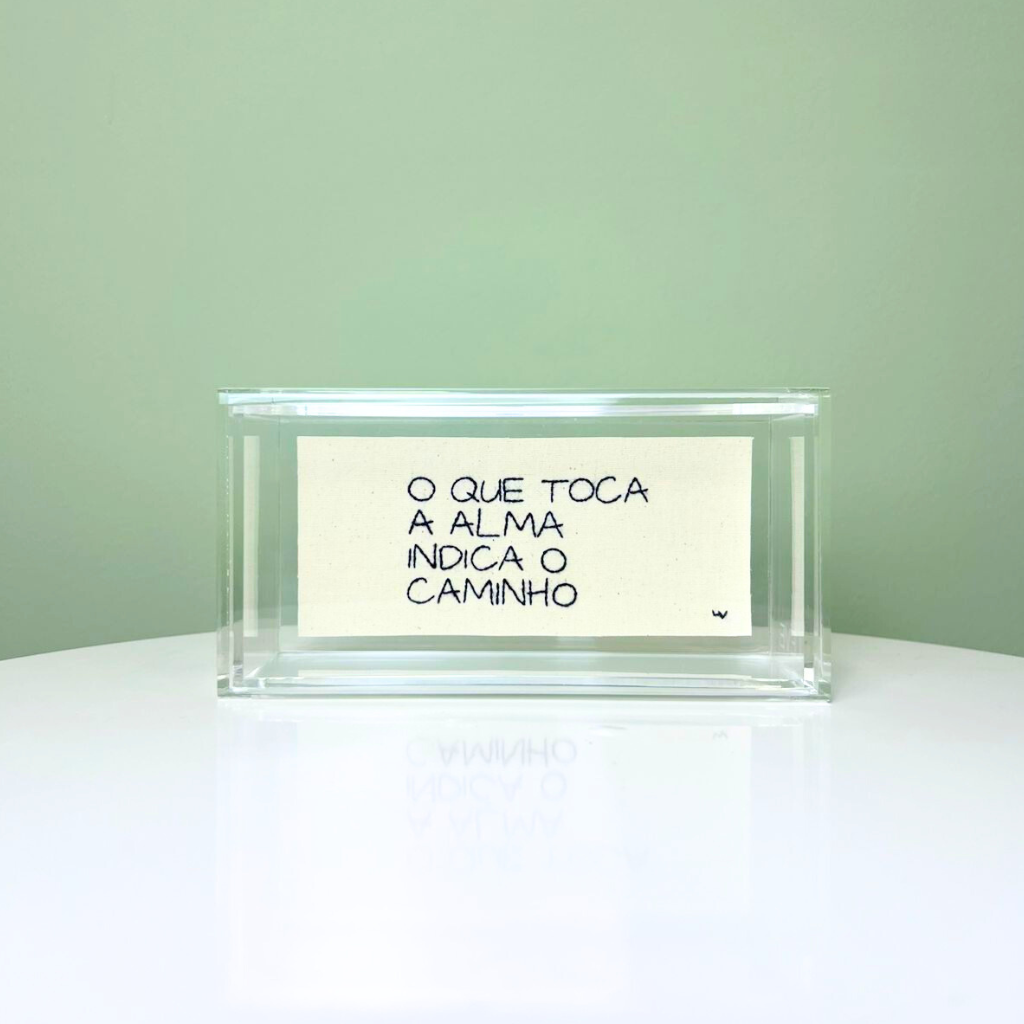 O QUE TOCA
A ALMA
INDICA O
CAMINHO
W